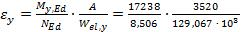 ε_y = M_y,Ed / N_Ed · A / W_el,y = 17238 / 8,506 · 3520 / 129,067 · 10³